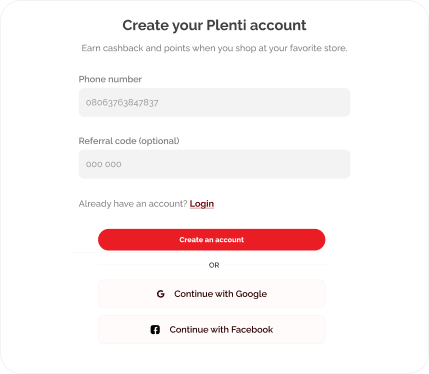 Create your Plenti account
Earn cashback and points when you shop at your favorite store.
Phone number
08063763847837
Referral code (optional)
000 000
Already have an account? Login
Create an account
OR
Continue with Google
Continue with Facebook